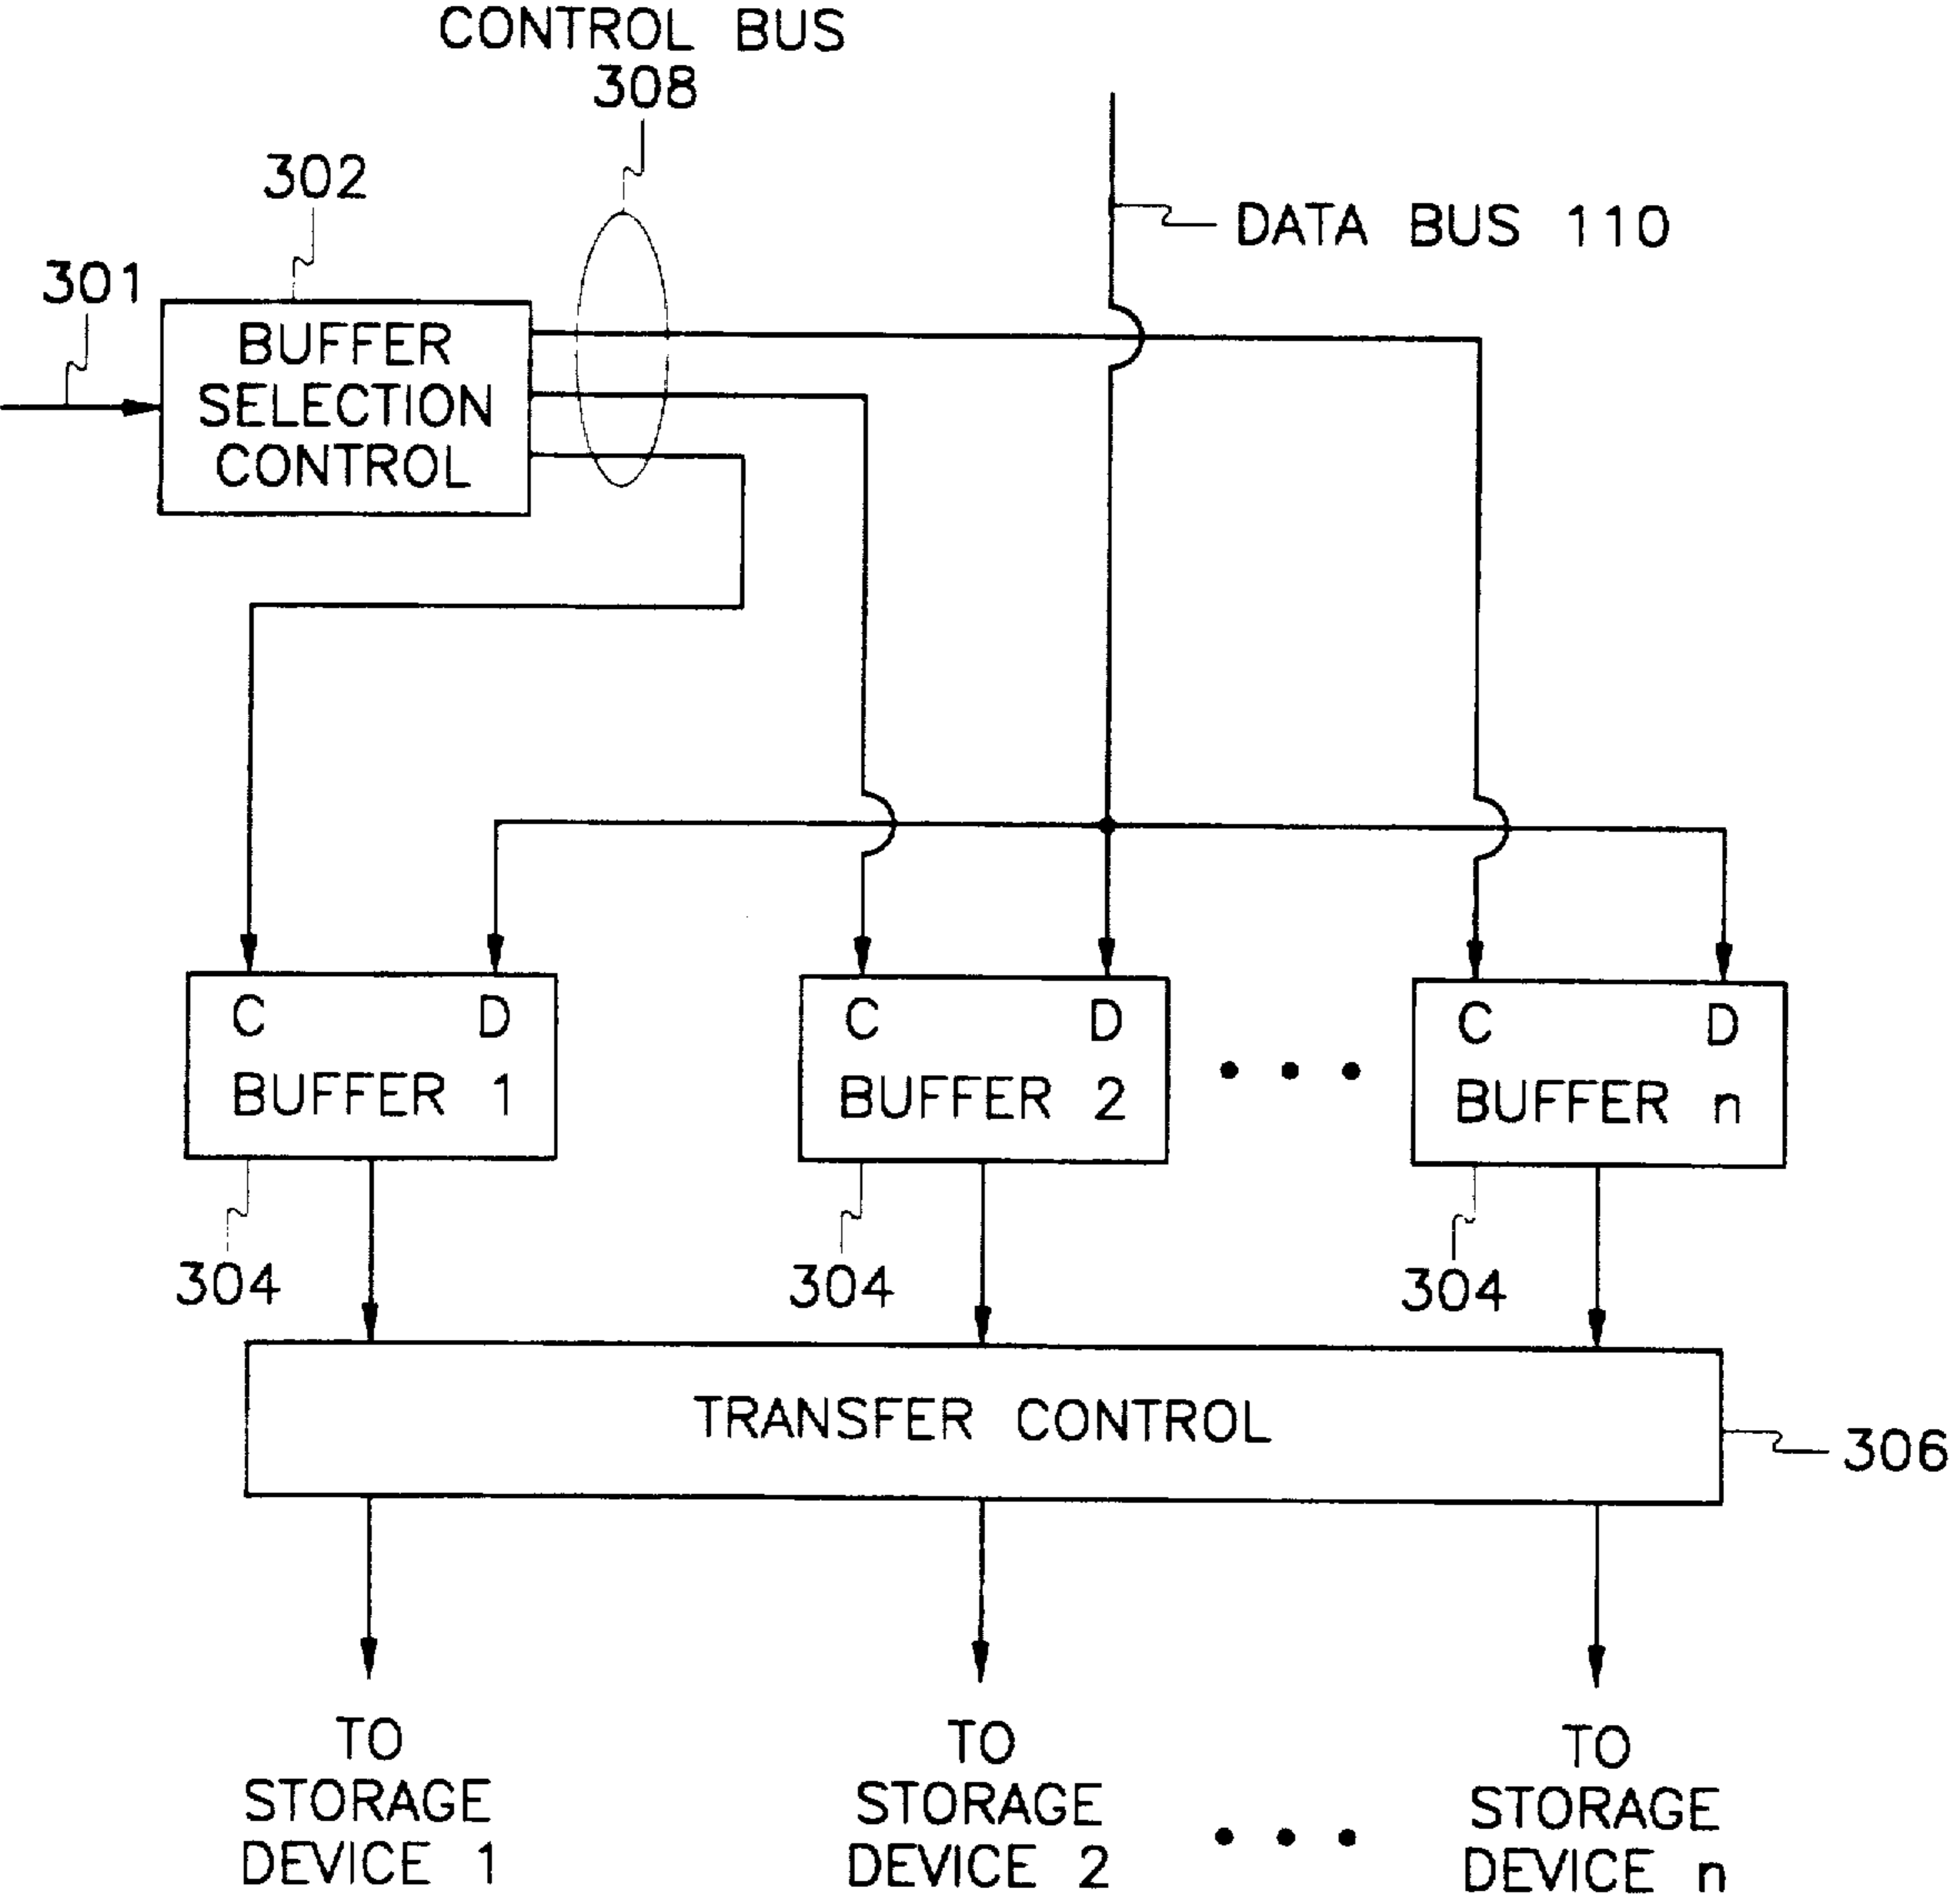 CONTROL BUS
308
302
DATA BUS 110
301
BUFFER
SELECTION
CONTROL
C D
BUFFER 1
C D
BUFFER 2
C D
BUFFER n
304
304
304
TRANSFER CONTROL
306
TO
STORAGE
DEVICE 1
TO
STORAGE
DEVICE 2
TO
STORAGE
DEVICE n